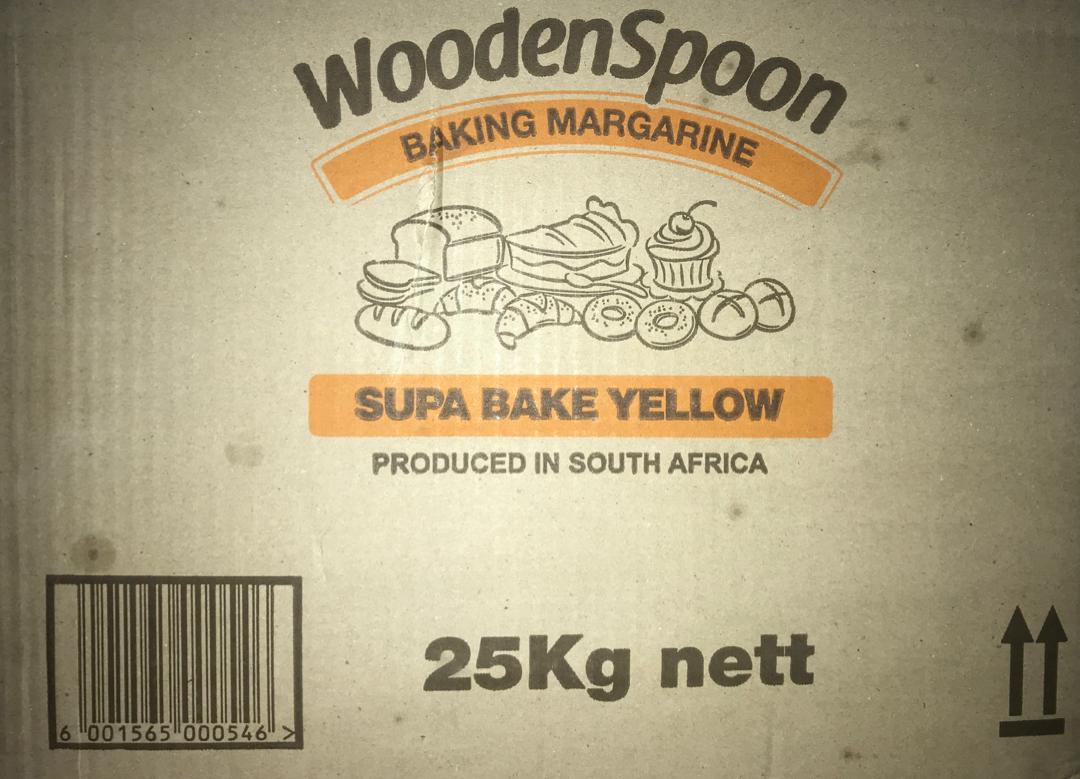 WoodenSpoon
BAKING MARGARINE
SUPA BAKE YELLOW
PRODUCED IN SOUTH AFRICA
25Kg nett
6 001565 000546 >